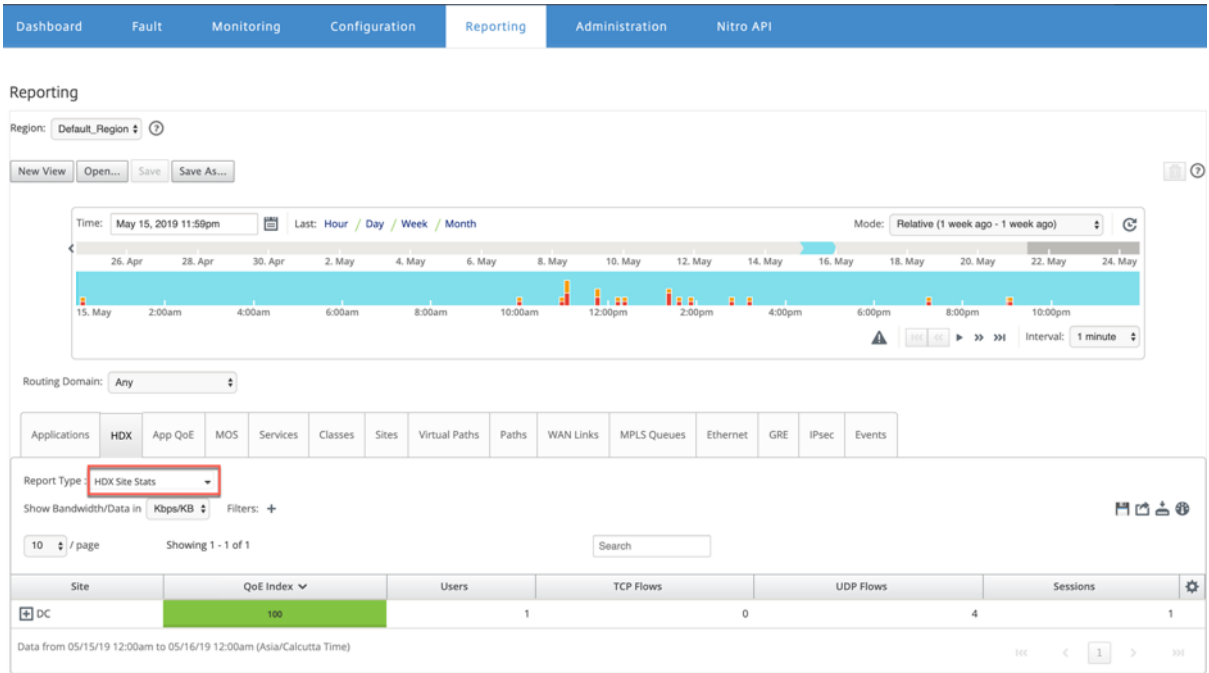 Dashboard Fault Monitoring Configuration Reporting Administration Nitro API
Reporting
Region: Default_Region ?
New View Open... Save Save As... ?
Time: May 15, 2019 11:59pm Last: Hour / Day / Week / Month Mode: Relative (1 week ago - 1 week ago)
26. Apr 28. Apr 30. Apr 2. May 4. May 6. May 8. May 10. May 12. May 14. May 16. May 18. May 20. May 22. May 24. May
15. May 2:00am 4:00am 6:00am 8:00am 10:00am 12:00pm 2:00pm 4:00pm 6:00pm 8:00pm 10:00pm
Interval: 1 minute
Routing Domain: Any
Applications HDX App QoE MOS Services Classes Sites Virtual Paths Paths WAN Links MPLS Queues Ethernet GRE IPsec Events
Report Type : HDX Site Stats
Show Bandwidth/Data in Kbps/KB Filters: +
10 / page Showing 1 - 1 of 1 Search
Site QoE Index Users TCP Flows UDP Flows Sessions
DC 100 1 0 4 1
Data from 05/15/19 12:00am to 05/16/19 12:00am (Asia/Calcutta Time) 1